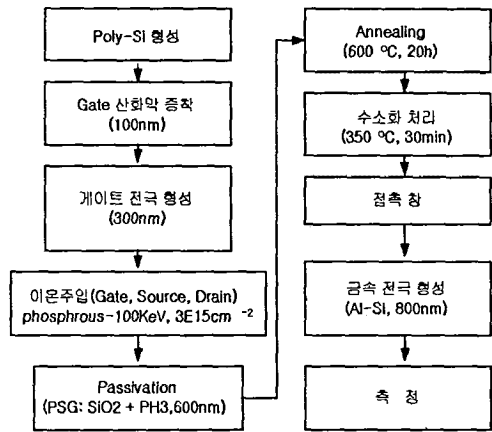 Poly-Si 형성
Gate 산화막 증착
(100nm)
게이트 전극 형성
(300nm)
이온주입(Gate, Source, Drain)
phosphrous-100KeV, 3E15cm ⁻²
Passivation
(PSG: SiO2 + PH3,600nm)
Annealing
(600 ºC, 20h)
수소화 처리
(350 ºC, 30min)
접촉 창
금속 전극 형성
(Al-Si, 800nm)
측 정